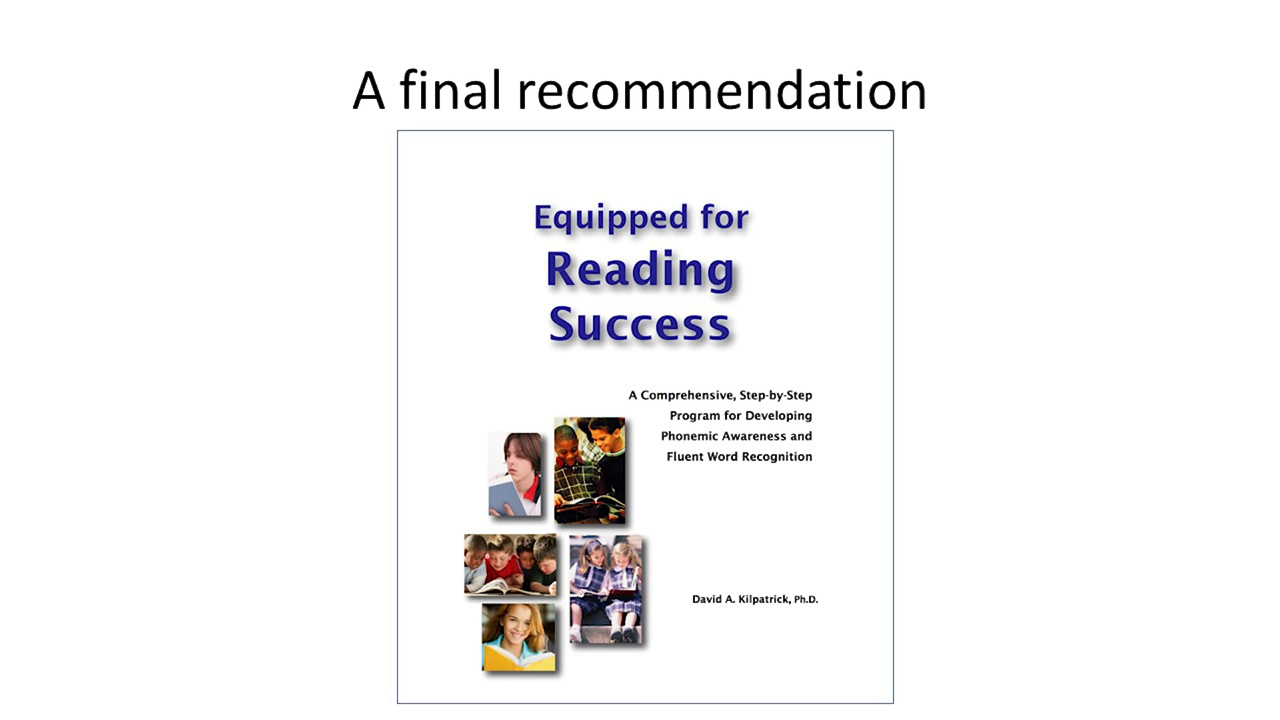 A final recommendation
Equipped for
Reading
Success
A Comprehensive, Step-by-Step
Program for Developing
Phonemic Awareness and
Fluent Word Recognition
David A. Kilpatrick, Ph.D.